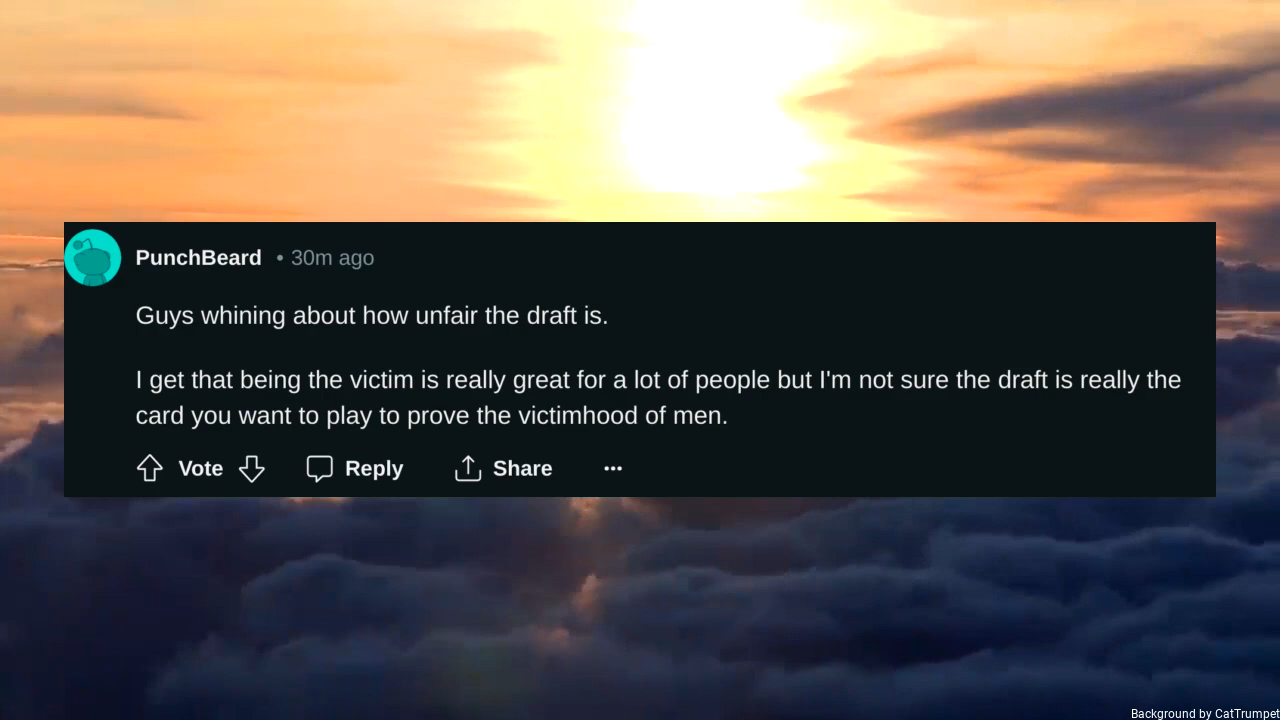 PunchBeard • 30m ago
Guys whining about how unfair the draft is.
I get that being the victim is really great for a lot of people but I'm not sure the draft is really the
card you want to play to prove the victimhood of men.
Vote Reply Share ...
Background by CatTrumpet